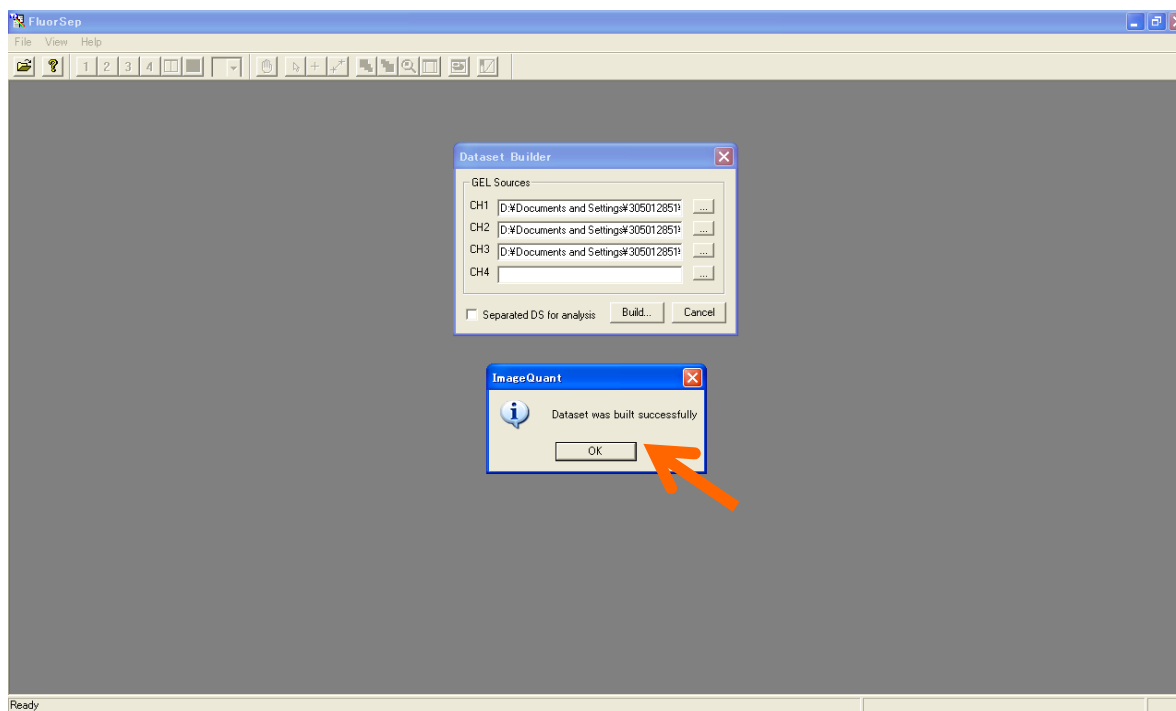 FluorSep
File View Help
1 2 3 4
Dataset Builder
GEL Sources
CH1 D:¥Documents and Settings¥305012851¥ ...
CH2 D:¥Documents and Settings¥305012851¥ ...
CH3 D:¥Documents and Settings¥305012851¥ ...
CH4 ...
Separated DS for analysis Build... Cancel
ImageQuant
Dataset was built successfully
OK
Ready